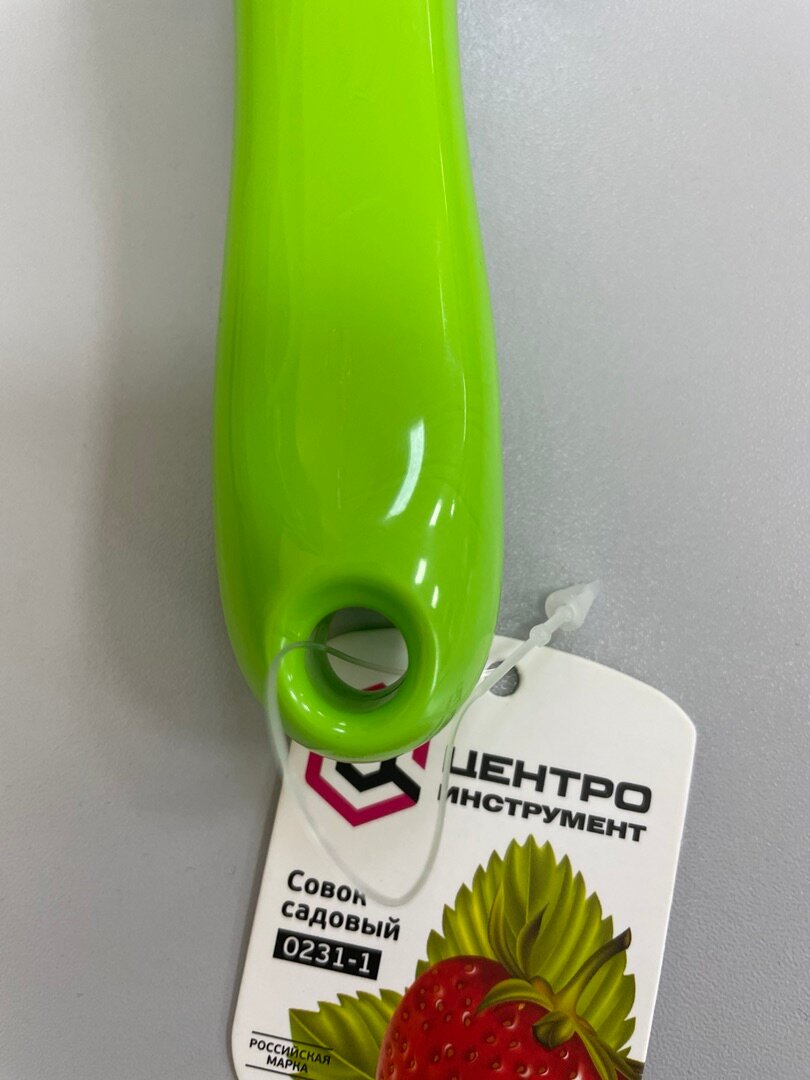 ЦЕНТРО
ИНСТРУМЕНТ
Совок
садовый
0231-1
РОССИЙСКАЯ
МАРКА